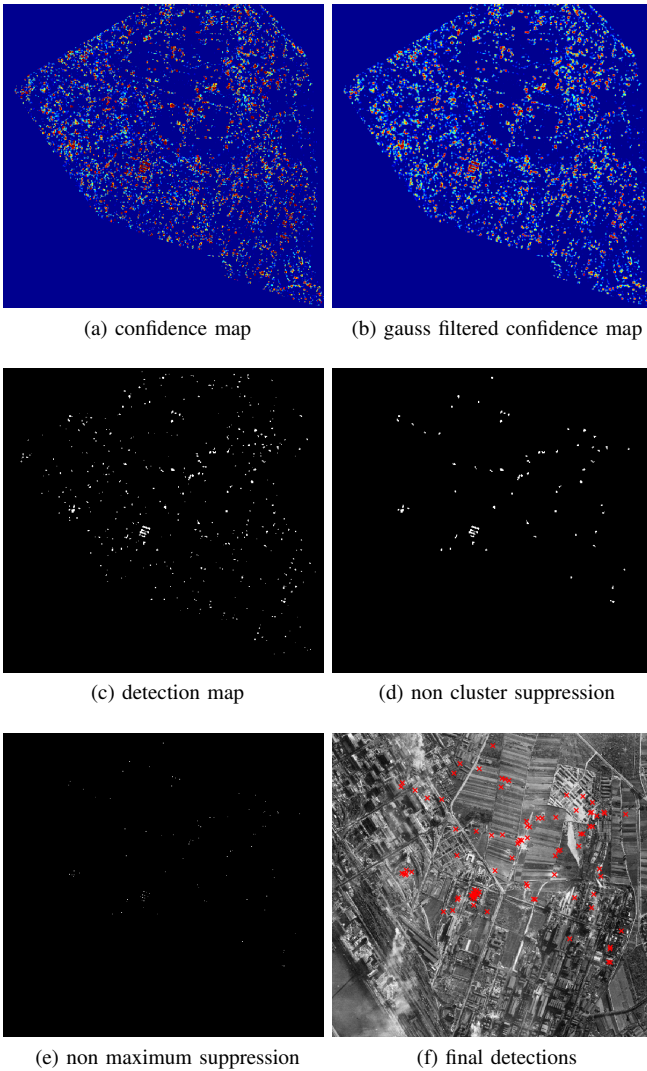 (a) confidence map
(b) gauss filtered confidence map
(c) detection map
(d) non cluster suppression
(e) non maximum suppression
(f) final detections